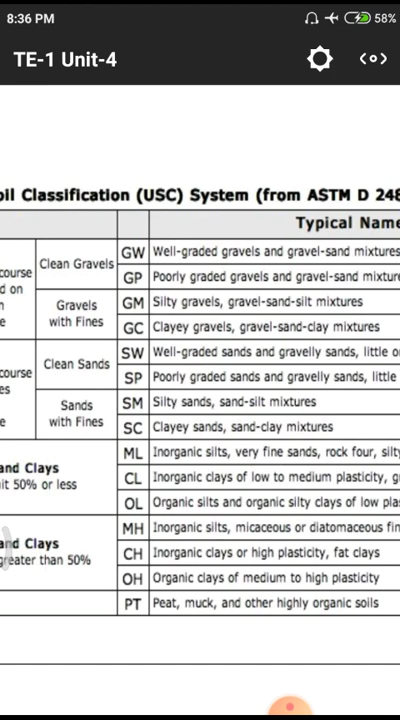 8:36 PM
58%
TE-1 Unit-4
oil Classification (USC) System (from ASTM D 248
Typical Name
course
d on
n
e
Clean Gravels
GW Well-graded gravels and gravel-sand mixtures
GP Poorly graded gravels and gravel-sand mixture
Gravels
with Fines
GM Silty gravels, gravel-sand-silt mixtures
GC Clayey gravels, gravel-sand-clay mixtures
course
es
e
Clean Sands
SW Well-graded sands and gravelly sands, little o
SP Poorly graded sands and gravelly sands, little
Sands
with Fines
SM Silty sands, sand-silt mixtures
SC Clayey sands, sand-clay mixtures
and Clays
it 50% or less
ML Inorganic silts, very fine sands, rock four, silty
CL Inorganic clays of low to medium plasticity, g
OL Organic silts and organic silty clays of low pla
and Clays
greater than 50%
MH Inorganic silts, micaceous or diatomaceous fin
CH Inorganic clays or high plasticity, fat clays
OH Organic clays of medium to high plasticity
PT Peat, muck, and other highly organic soils